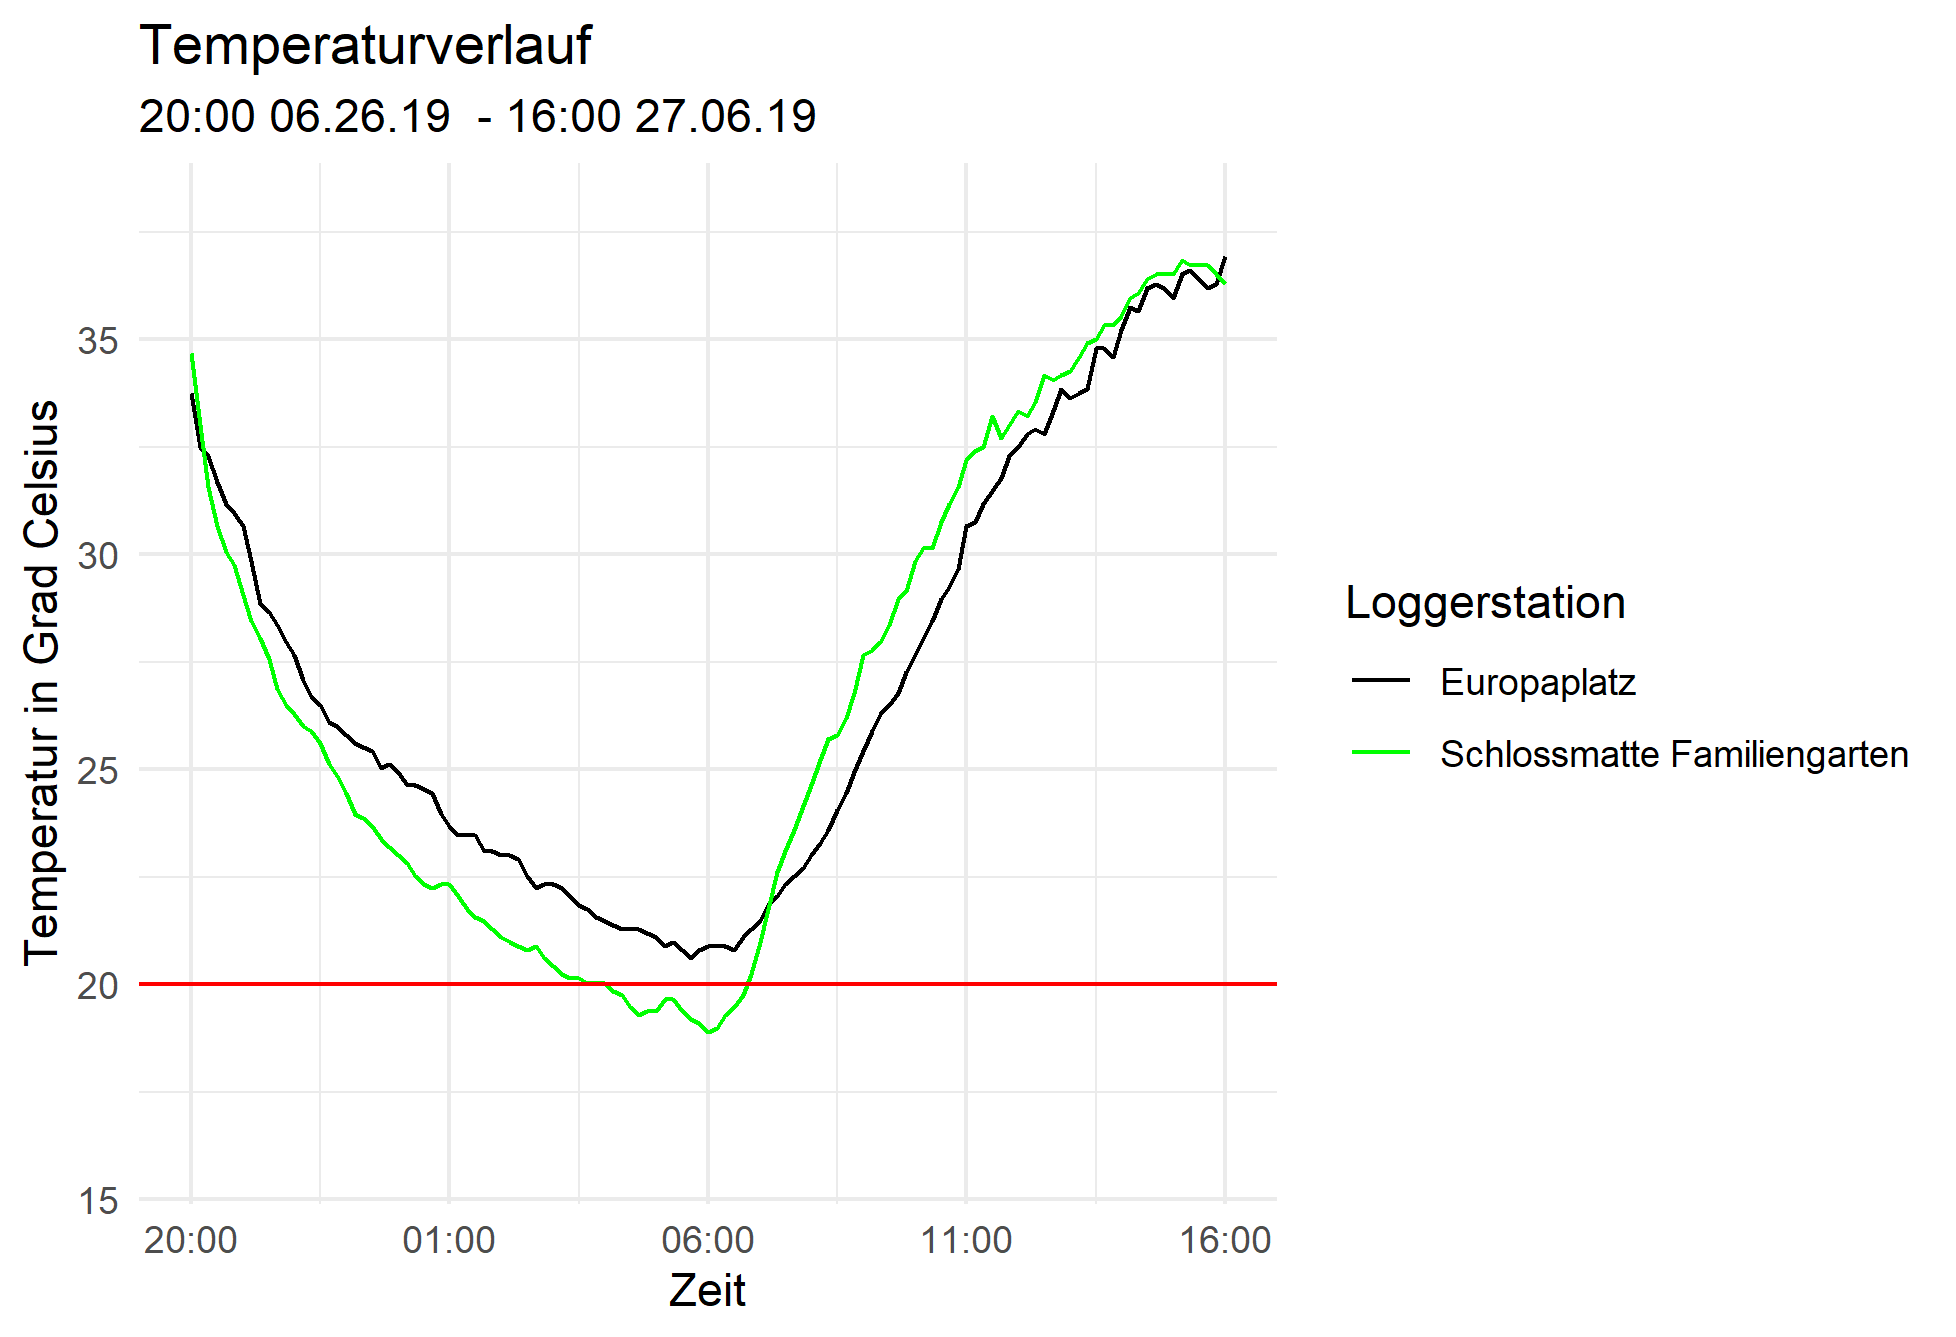 Temperaturverlauf
20:00 06.26.19  - 16:00 27.06.19
Temperatur in Grad Celsius
35
30
25
20
15
20:00 01:00 06:00 11:00 16:00
Zeit
Loggerstation
Europaplatz
Schlossmatte Familiengarten